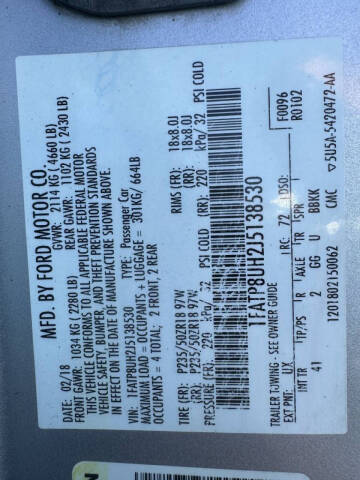 MFD. BY FORD MOTOR CO.
GVWR: 2114 KG ( 4660 LB)
FRONT GAWR: 1034 KG ( 2280 LB) REAR GAWR: 1102 KG ( 2430 LB)
THIS VEHICLE CONFORMS TO ALL APPLICABLE FEDERAL MOTOR
VEHICLE SAFETY, BUMPER, AND THEFT PREVENTION STANDARDS
IN EFFECT ON THE DATE OF MANUFACTURE SHOWN ABOVE
02/18
VIN: 1FATP8UH2J5138530 TYPE: Passenger Car
MAXIMUM LOAD = OCCUPANTS + LUGGAGE = 301KG/ 664LB
OCCUPANTS = 4 TOTAL: 2 FRONT, 2 REAR
TIRE (FR): P235/50ZR18 97W RIMS (FR): 18x8.0J
(RR): P235/50ZR18 97W (RR): 18x8.0J
PRESSURE (FR): 220 kPa/ 32 PSI COLD (RR): 220 kPa/ 32 PSI COLD
1FATP8UH2J5138530
TRAILER TOWING - SEE OWNER GUIDE
F0096
R0102
EXT PNT: UX RC: 72 DSO:
INT TR TP/PS R AXLE TR SPR
41 2 GG U BBKK
1201802150062 CMC
5U5A-5420472-AA
N